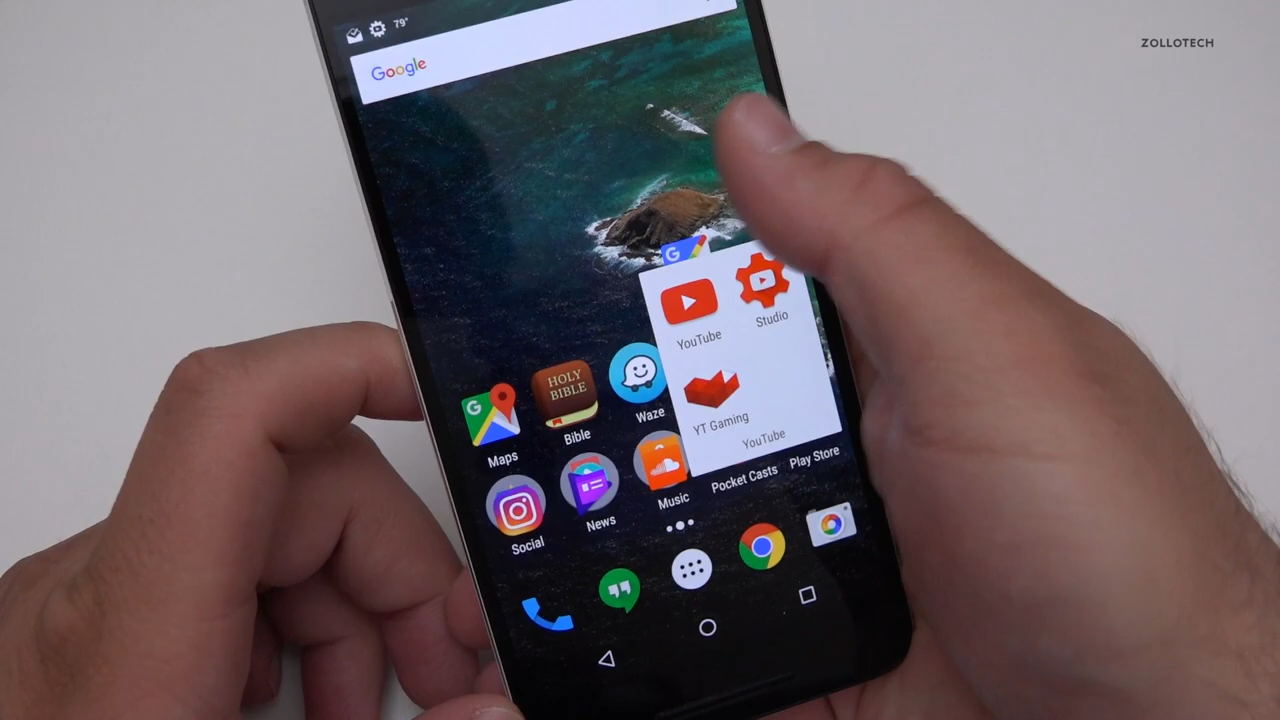 ZOLLOTECH
79°
Google
G
YouTube
Studio
YT Gaming
YouTube
G
Maps
HOLY
BIBLE
Bible
Waze
Social
News
Music
Pocket Casts
Play Store